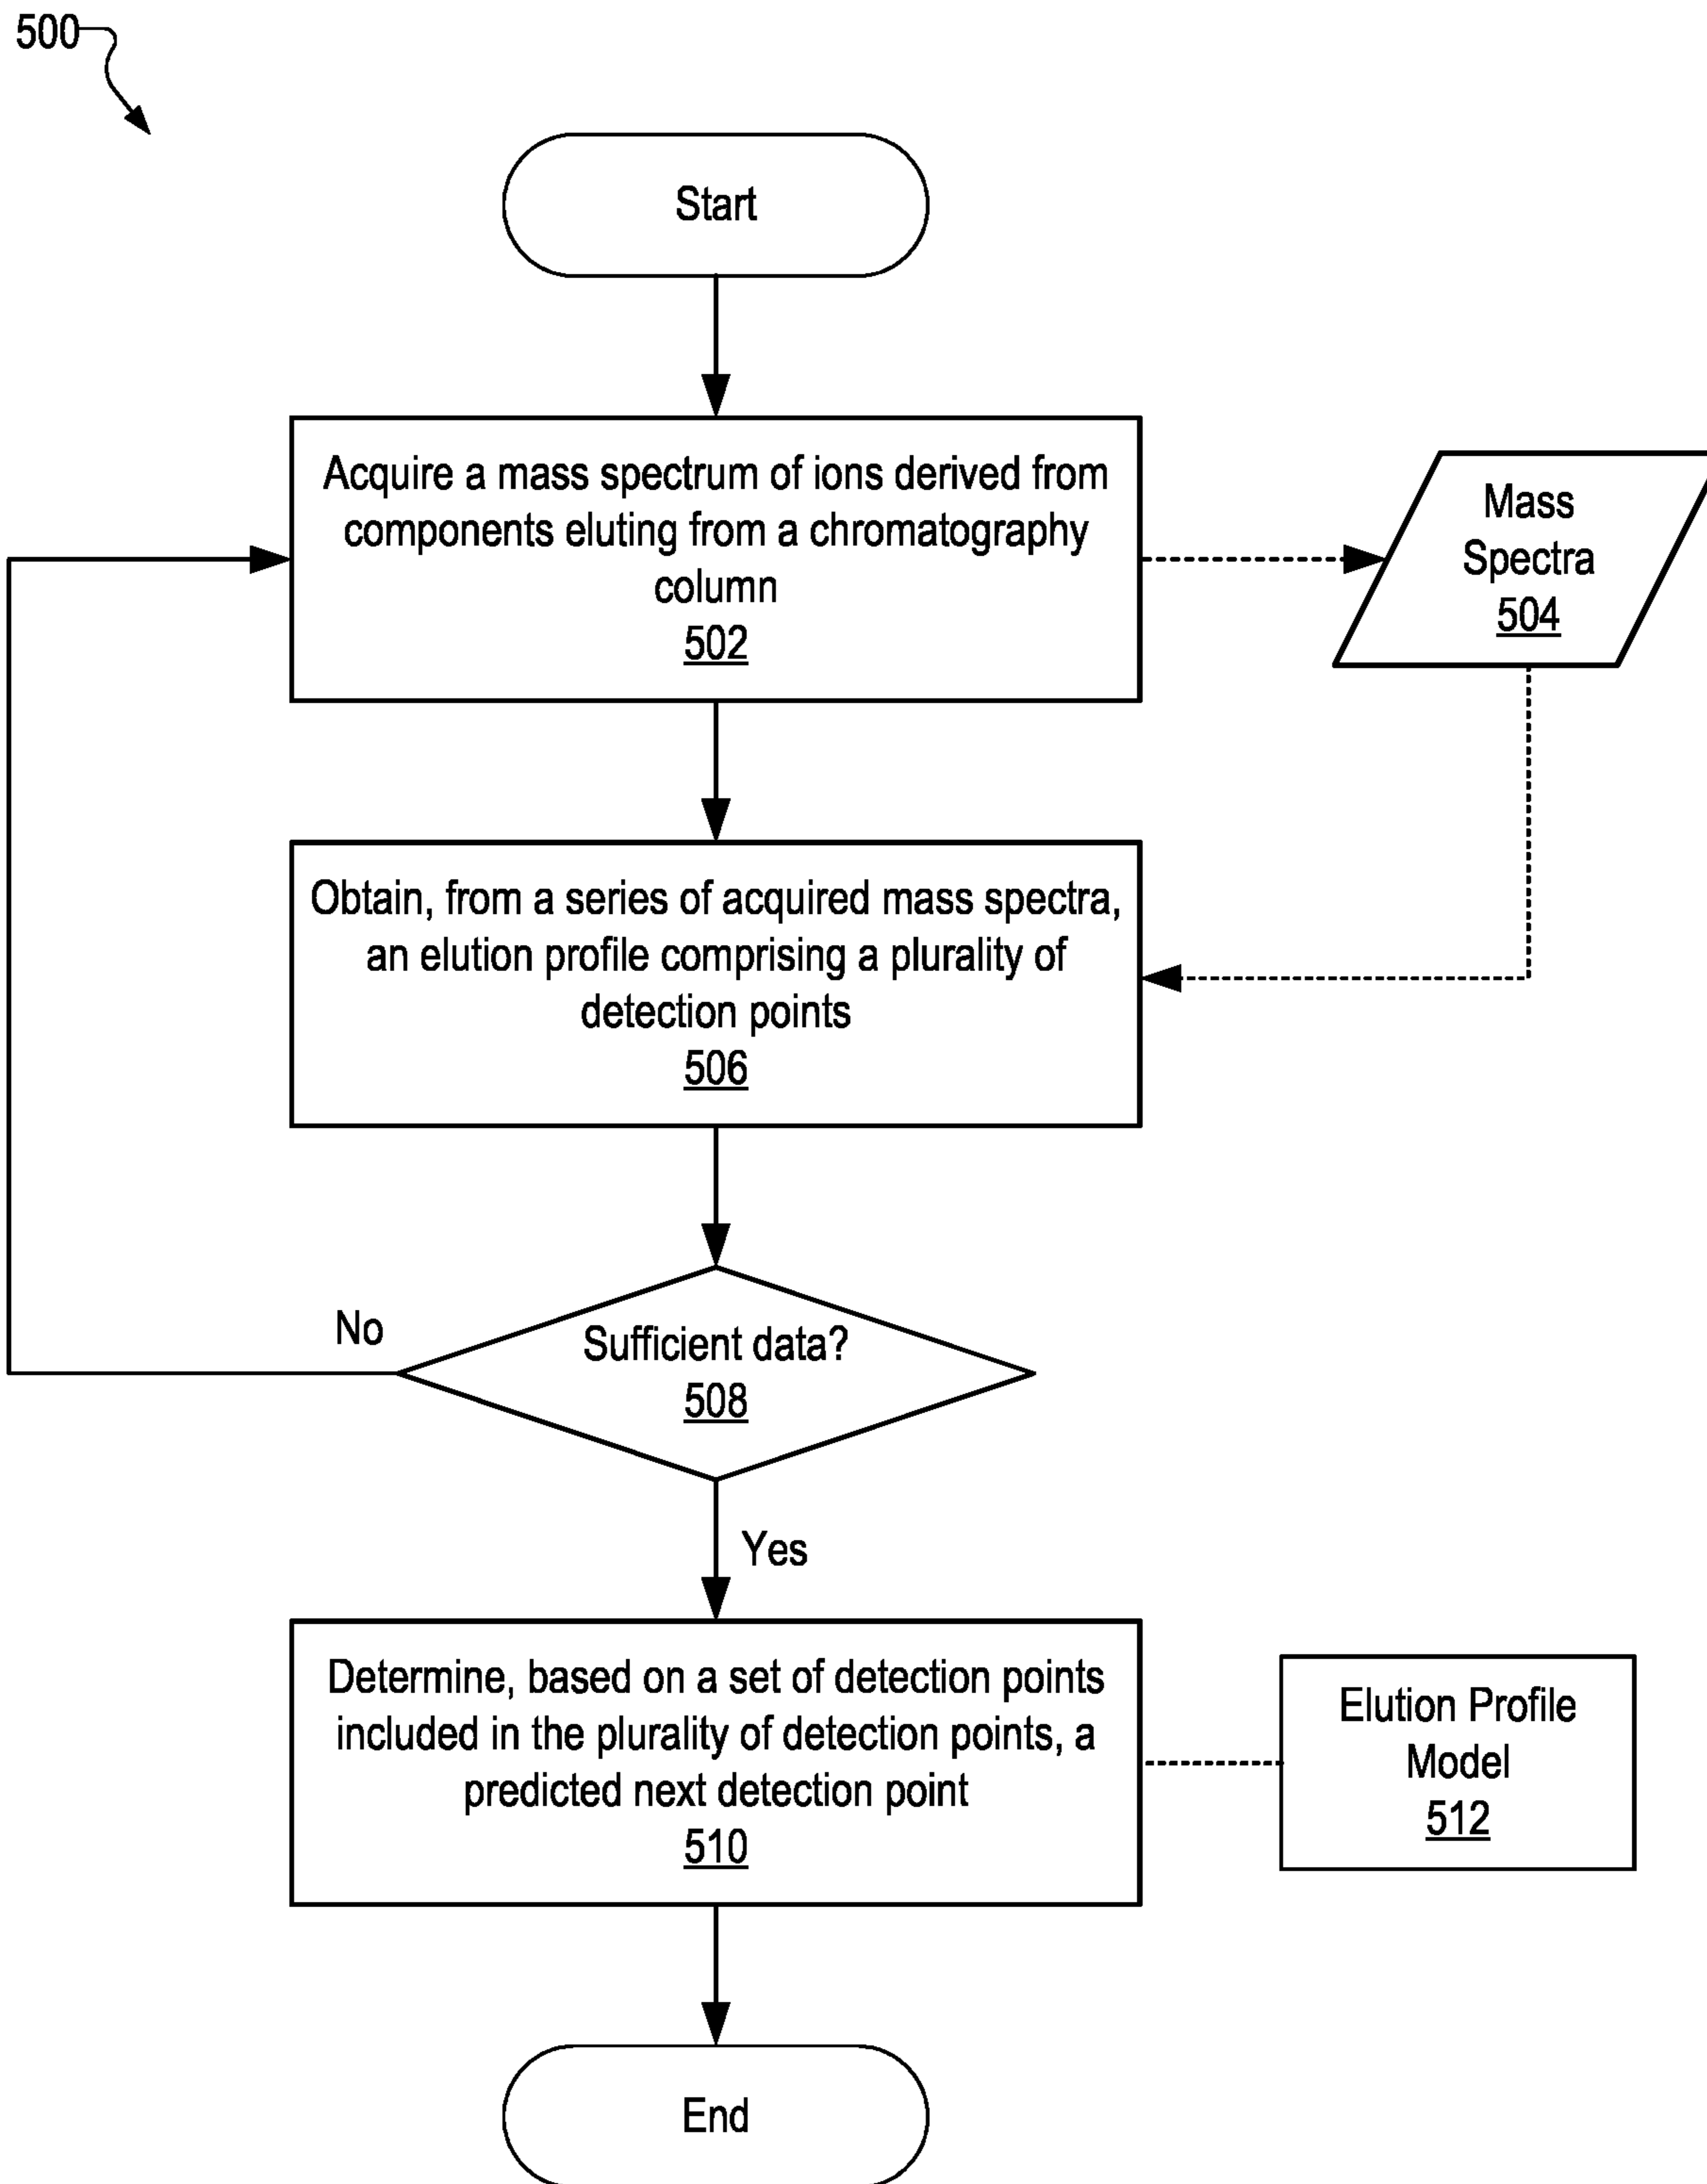 500
Start
Acquire a mass spectrum of ions derived from
components eluting from a chromatography
column
502
Mass
Spectra
504
Obtain, from a series of acquired mass spectra,
an elution profile comprising a plurality of
detection points
506
No
Sufficient data?
508
Yes
Determine, based on a set of detection points
included in the plurality of detection points, a
predicted next detection point
510
Elution Profile
Model
512
End